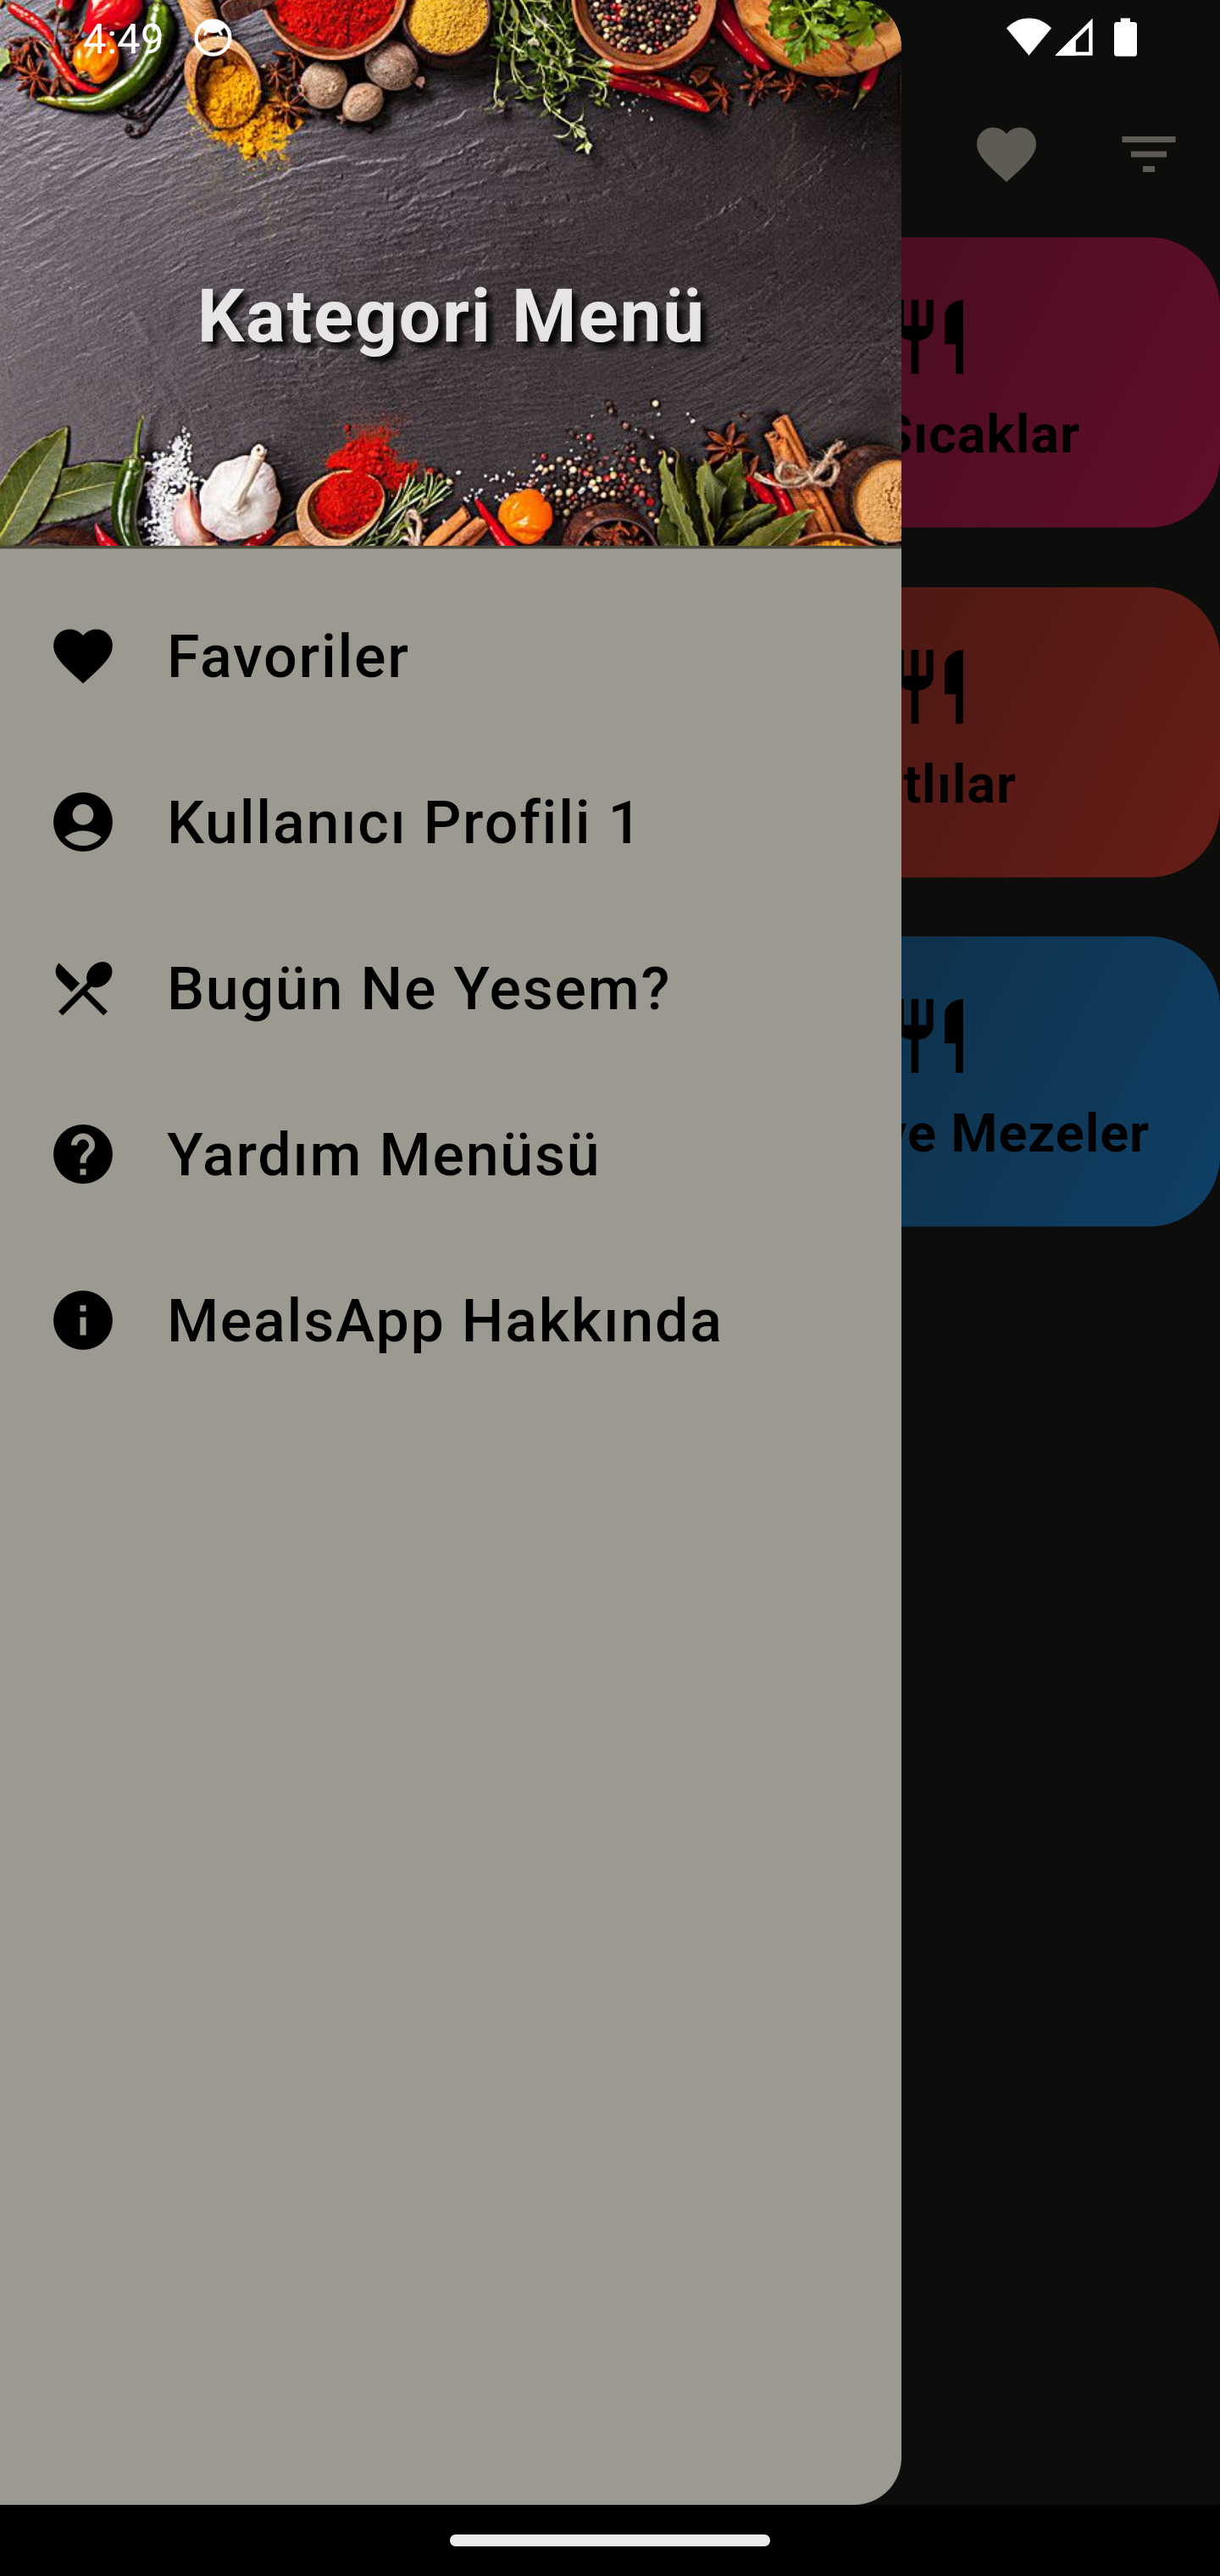 4:49
Kategori Menü
Sıcaklar
Favoriler
tlılar
Kullanıcı Profili 1
Bugün Ne Yesem?
ve Mezeler
Yardım Menüsü
MealsApp Hakkında